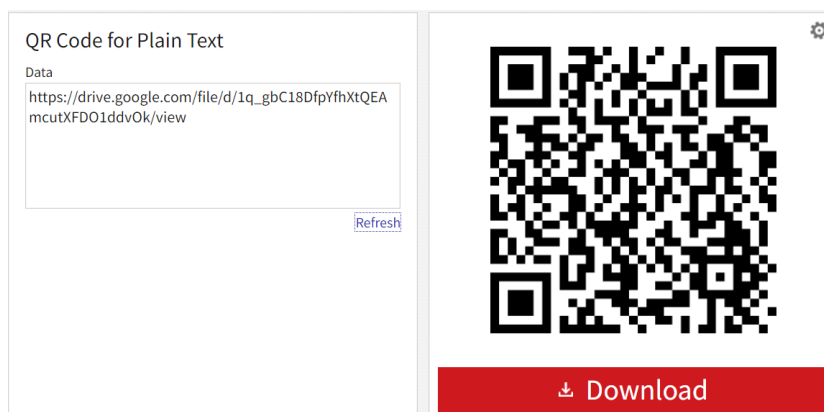 QR Code for Plain Text
Data
https://drive.google.com/file/d/1q_gbC18DfpYfhXtQEA
mcutXFDO1ddvOk/view
Refresh
Download